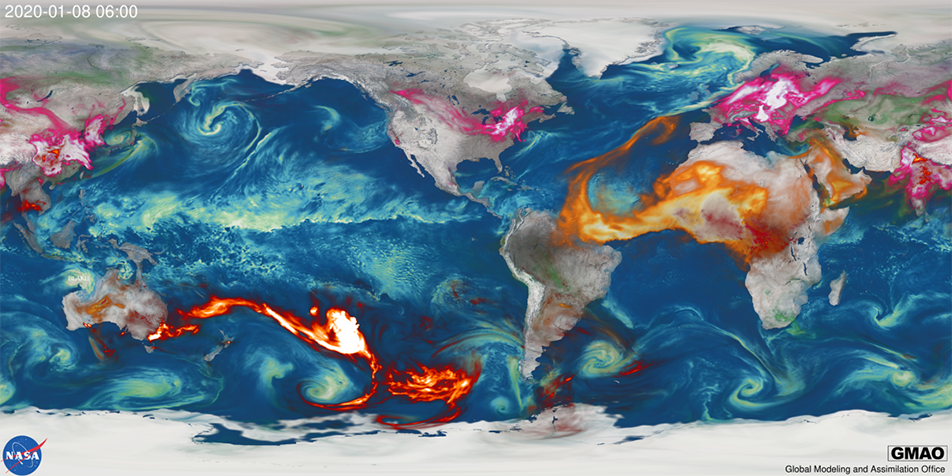 2020-01-08 06:00
NASA
GMAO
Global Modeling and Assimilation Office